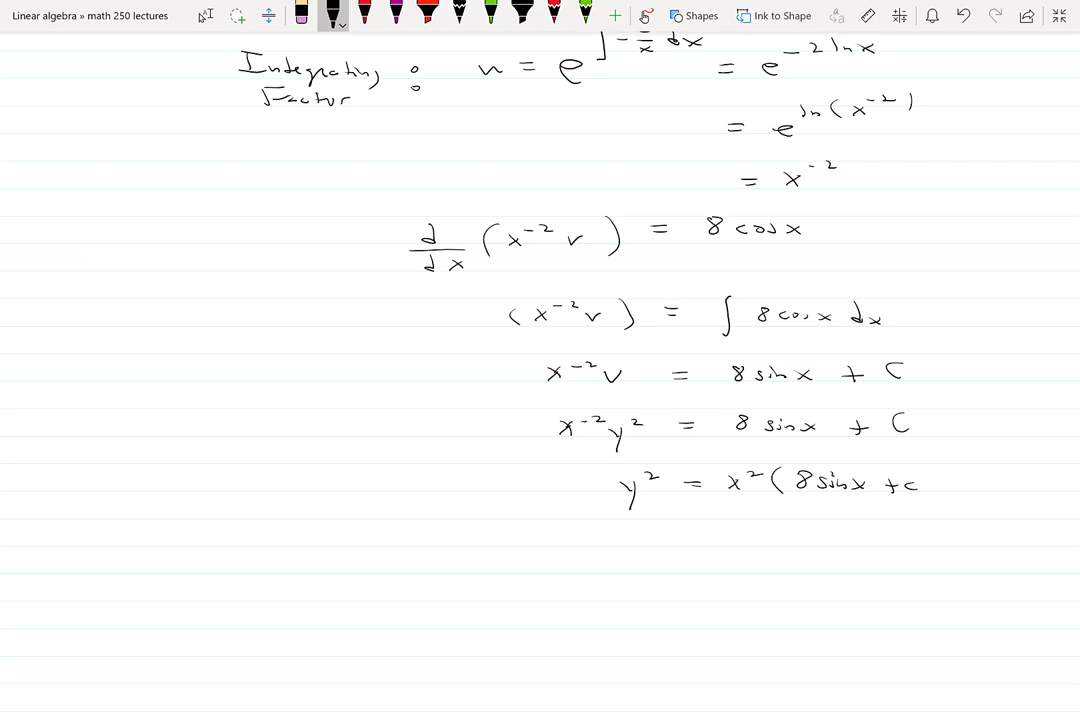 Linear algebra » math 250 lectures Shapes Ink to Shape
Integrating Factor : u = e^∫ -2/x dx = e^-2 ln x
= e^ln(x^-2)
= x^-2
d/dx (x^-2 v) = 8 cos x
(x^-2 v) = ∫ 8 cos x dx
x^-2 v = 8 sin x + C
x^-2 y^2 = 8 sin x + C
y^2 = x^2 ( 8 sin x + c